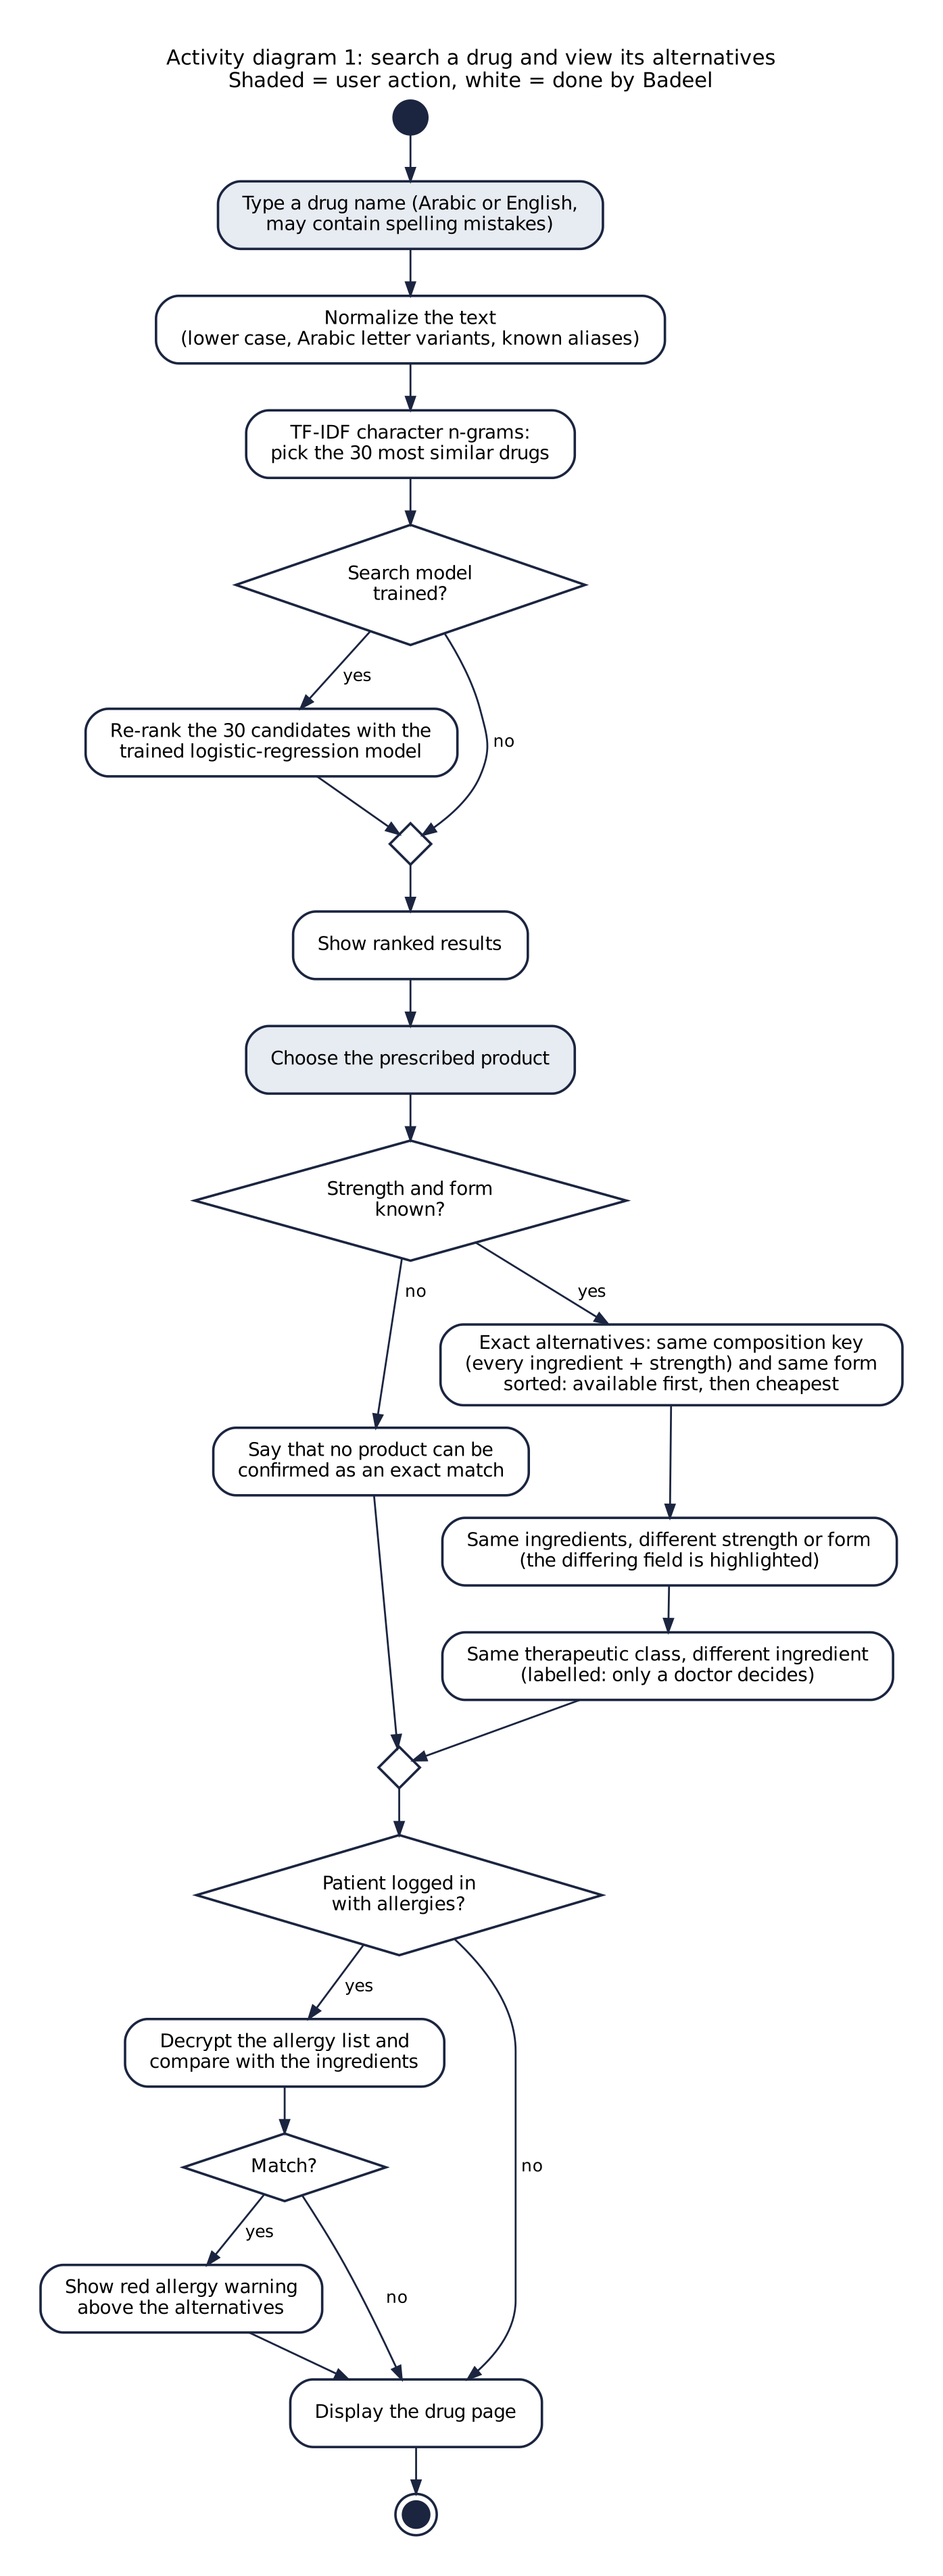 Activity diagram 1: search a drug and view its alternatives
Shaded = user action, white = done by Badeel
Type a drug name (Arabic or English,
may contain spelling mistakes)
Normalize the text
(lower case, Arabic letter variants, known aliases)
TF-IDF character n-grams:
pick the 30 most similar drugs
Search model
trained?
yes
Re-rank the 30 candidates with the
trained logistic-regression model
no
Show ranked results
Choose the prescribed product
Strength and form
known?
no
yes
Exact alternatives: same composition key
(every ingredient + strength) and same form
sorted: available first, then cheapest
Say that no product can be
confirmed as an exact match
Same ingredients, different strength or form
(the differing field is highlighted)
Same therapeutic class, different ingredient
(labelled: only a doctor decides)
Patient logged in
with allergies?
yes
Decrypt the allergy list and
compare with the ingredients
Match?
no
yes
Show red allergy warning
above the alternatives
no
Display the drug page